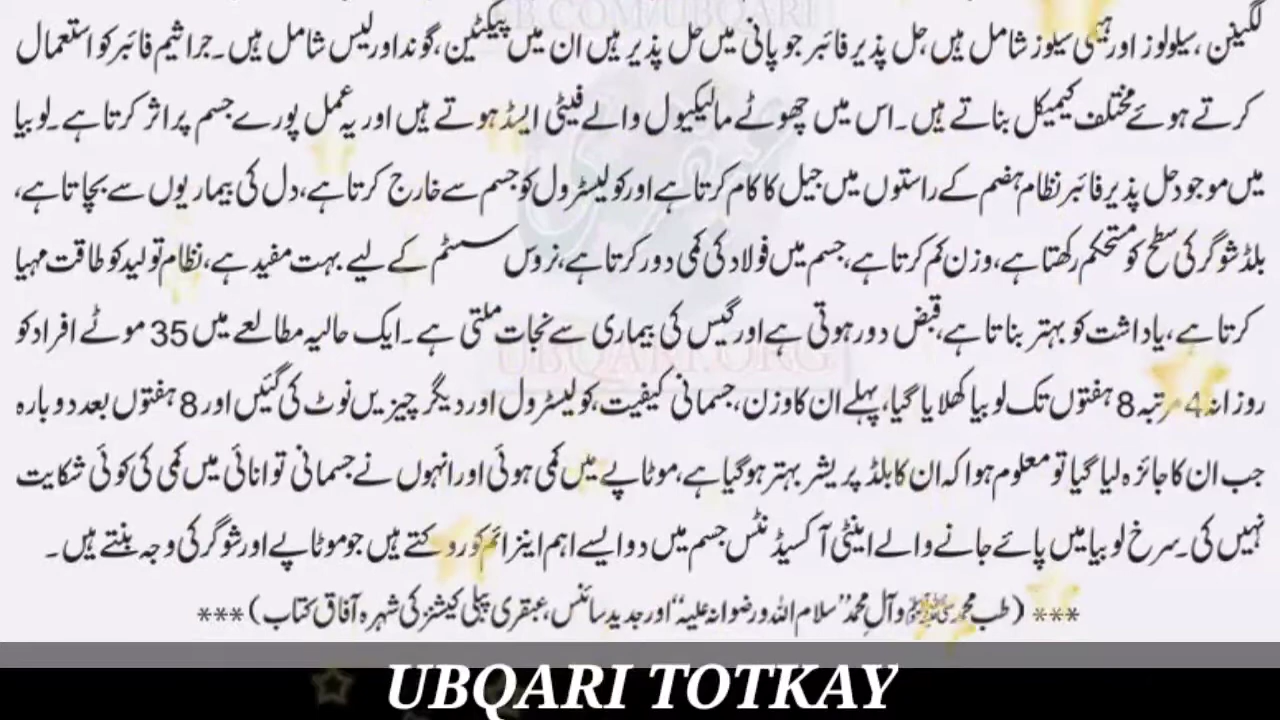 لگنین، سیلولوز اور ہیمی سیلوز شامل ہیں، حل پذیر فائبر جو پانی میں حل پذیر ہیں ان میں پیکٹین، گوند اور لیس شامل ہیں۔ جراثیم فائبر کو استعمال
کرتے ہوئے مختلف کیمیکل بناتے ہیں۔ اس میں چھوٹے مالیکیول والے فیٹی ایسڈ ہوتے ہیں اور یہ عمل پورے جسم پر اثر کرتا ہے۔ لوبیا
میں موجود حل پذیر فائبر نظام ہضم کے راستوں میں جیل کا کام کرتا ہے اور کولیسٹرول کو جسم سے خارج کرتا ہے، دل کی بیماریوں سے بچاتا ہے،
بلڈ شوگر کی سطح کو مستحکم رکھتا ہے، وزن کم کرتا ہے، جسم میں فولاد کی کمی دور کرتا ہے، نروس سسٹم کے لیے بہت مفید ہے، نظام تولید کو طاقت مہیا
کرتا ہے، یاداشت کو بہتر بناتا ہے، قبض دور ہوتی ہے اور گیس کی بیماری سے نجات ملتی ہے۔ ایک حالیہ مطالعے میں 35 موٹے افراد کو
روزانہ 4 مرتبہ 8 ہفتوں تک لوبیا کھلایا گیا، پہلے ان کا وزن، جسمانی کیفیت، کولیسٹرول اور دیگر چیزیں نوٹ کی گئیں اور 8 ہفتوں بعد دوبارہ
جب ان کا جائزہ لیا گیا تو معلوم ہوا کہ ان کا بلڈ پریشر بہتر ہو گیا ہے، موٹاپے میں کمی ہوئی اور انہوں نے جسمانی توانائی میں کمی کی کوئی شکایت
نہیں کی۔ سرخ لوبیا میں پائے جانے والے اینٹی آکسیڈنٹس جسم میں دو ایسے اہم اینزائم کو روکتے ہیں جو موٹاپے اور شوگر کی وجہ بنتے ہیں۔
*** (طب محمدی ﷺ وآلِ محمد "سلام اللہ ورضوانہ علیہ" اور جدید سائنس، عبقری پبلی کیشنز کی شہرہ آفاق کتاب) ***
UBQARI.ORG
UBQARI TOTKAY